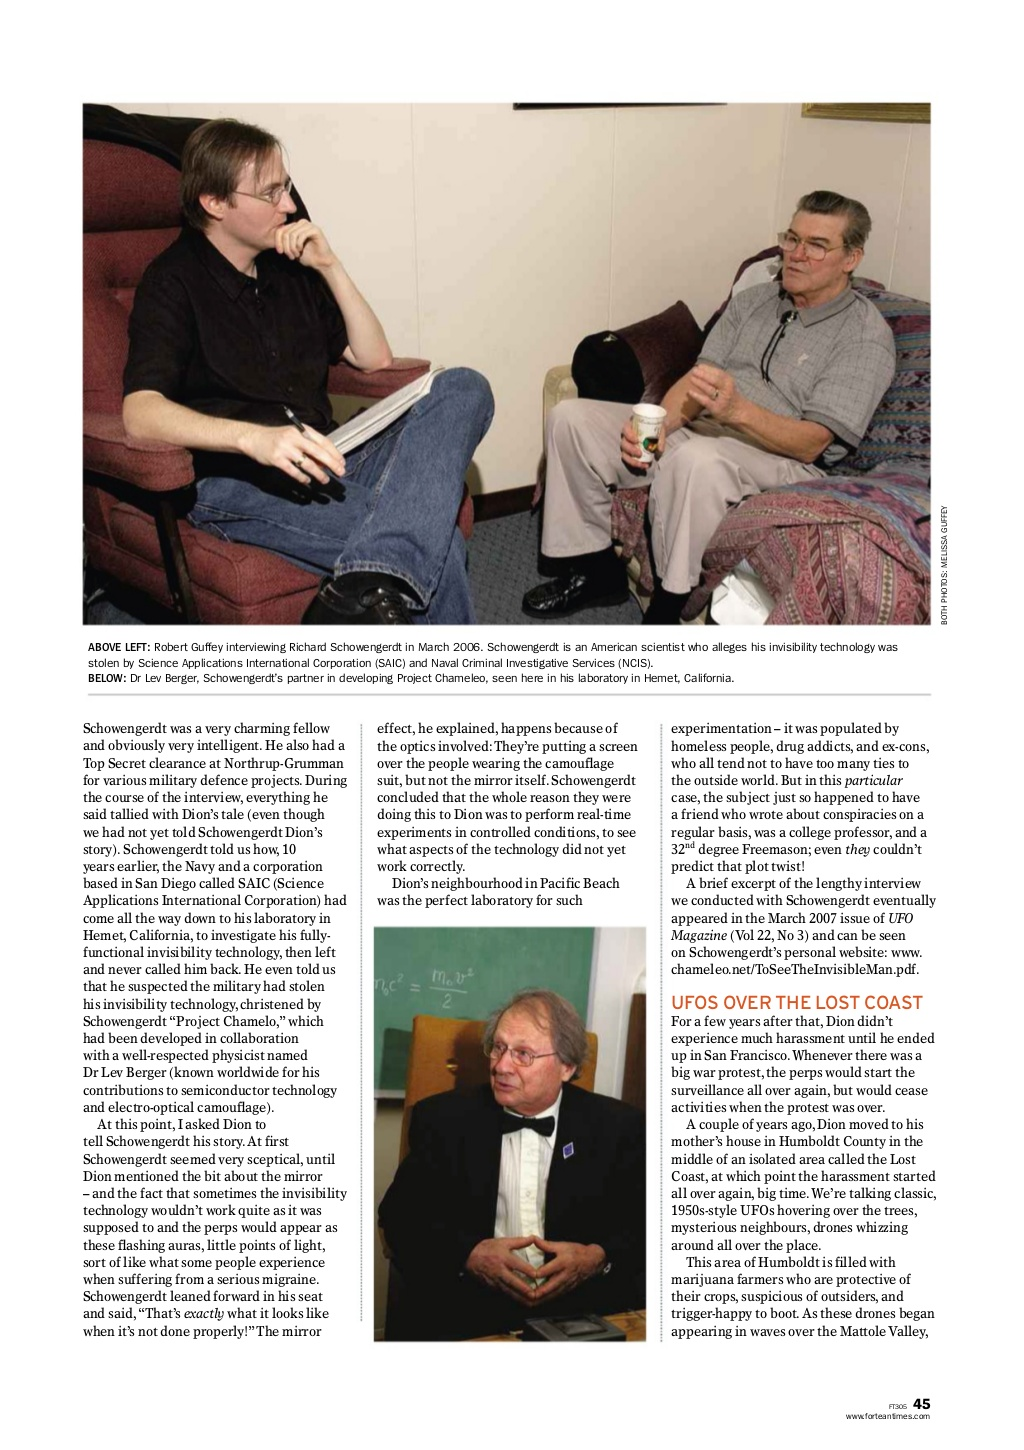 BOTH PHOTOS: MELISSA GUFFEY
ABOVE LEFT: Robert Guffey interviewing Richard Schowengerdt in March 2006. Schowengerdt is an American scientist who alleges his invisibility technology was
stolen by Science Applications International Corporation (SAIC) and Naval Criminal Investigative Services (NCIS).
BELOW: Dr Lev Berger, Schowengerdt's partner in developing Project Chameleo, seen here in his laboratory in Hemet, California.
Schowengerdt was a very charming fellow
and obviously very intelligent. He also had a
Top Secret clearance at Northrup-Grumman
for various military defence projects. During
the course of the interview, everything he
said tallied with Dion's tale (even though
we had not yet told Schowengerdt Dion's
story). Schowengerdt told us how, 10
years earlier, the Navy and a corporation
based in San Diego called SAIC (Science
Applications International Corporation) had
come all the way down to his laboratory in
Hemet, California, to investigate his fully-
functional invisibility technology, then left
and never called him back. He even told us
that he suspected the military had stolen
his invisibility technology, christened by
Schowengerdt “Project Chamelo,” which
had been developed in collaboration
with a well-respected physicist named
Dr Lev Berger (known worldwide for his
contributions to semiconductor technology
and electro-optical camouflage).
At this point, I asked Dion to
tell Schowengerdt his story. At first
Schowengerdt seemed very sceptical, until
Dion mentioned the bit about the mirror
– and the fact that sometimes the invisibility
technology wouldn't work quite as it was
supposed to and the perps would appear as
these flashing auras, little points of light,
sort of like what some people experience
when suffering from a serious migraine.
Schowengerdt leaned forward in his seat
and said, “That's exactly what it looks like
when it's not done properly!” The mirror
effect, he explained, happens because of
the optics involved: They're putting a screen
over the people wearing the camouflage
suit, but not the mirror itself. Schowengerdt
concluded that the whole reason they were
doing this to Dion was to perform real-time
experiments in controlled conditions, to see
what aspects of the technology did not yet
work correctly.
Dion's neighbourhood in Pacific Beach
was the perfect laboratory for such
m₀c² = m₀v²
2
experimentation – it was populated by
homeless people, drug addicts, and ex-cons,
who all tend not to have too many ties to
the outside world. But in this particular
case, the subject just so happened to have
a friend who wrote about conspiracies on a
regular basis, was a college professor, and a
32nd degree Freemason; even they couldn't
predict that plot twist!
A brief excerpt of the lengthy interview
we conducted with Schowengerdt eventually
appeared in the March 2007 issue of UFO
Magazine (Vol 22, No 3) and can be seen
on Schowengerdt's personal website: www.
chameleo.net/ToSeeTheInvisibleMan.pdf.
UFOS OVER THE LOST COAST
For a few years after that, Dion didn't
experience much harassment until he ended
up in San Francisco. Whenever there was a
big war protest, the perps would start the
surveillance all over again, but would cease
activities when the protest was over.
A couple of years ago, Dion moved to his
mother's house in Humboldt County in the
middle of an isolated area called the Lost
Coast, at which point the harassment started
all over again, big time. We're talking classic,
1950s-style UFOs hovering over the trees,
mysterious neighbours, drones whizzing
around all over the place.
This area of Humboldt is filled with
marijuana farmers who are protective of
their crops, suspicious of outsiders, and
trigger-happy to boot. As these drones began
appearing in waves over the Mattole Valley,
FT305 45
www.forteantimes.com